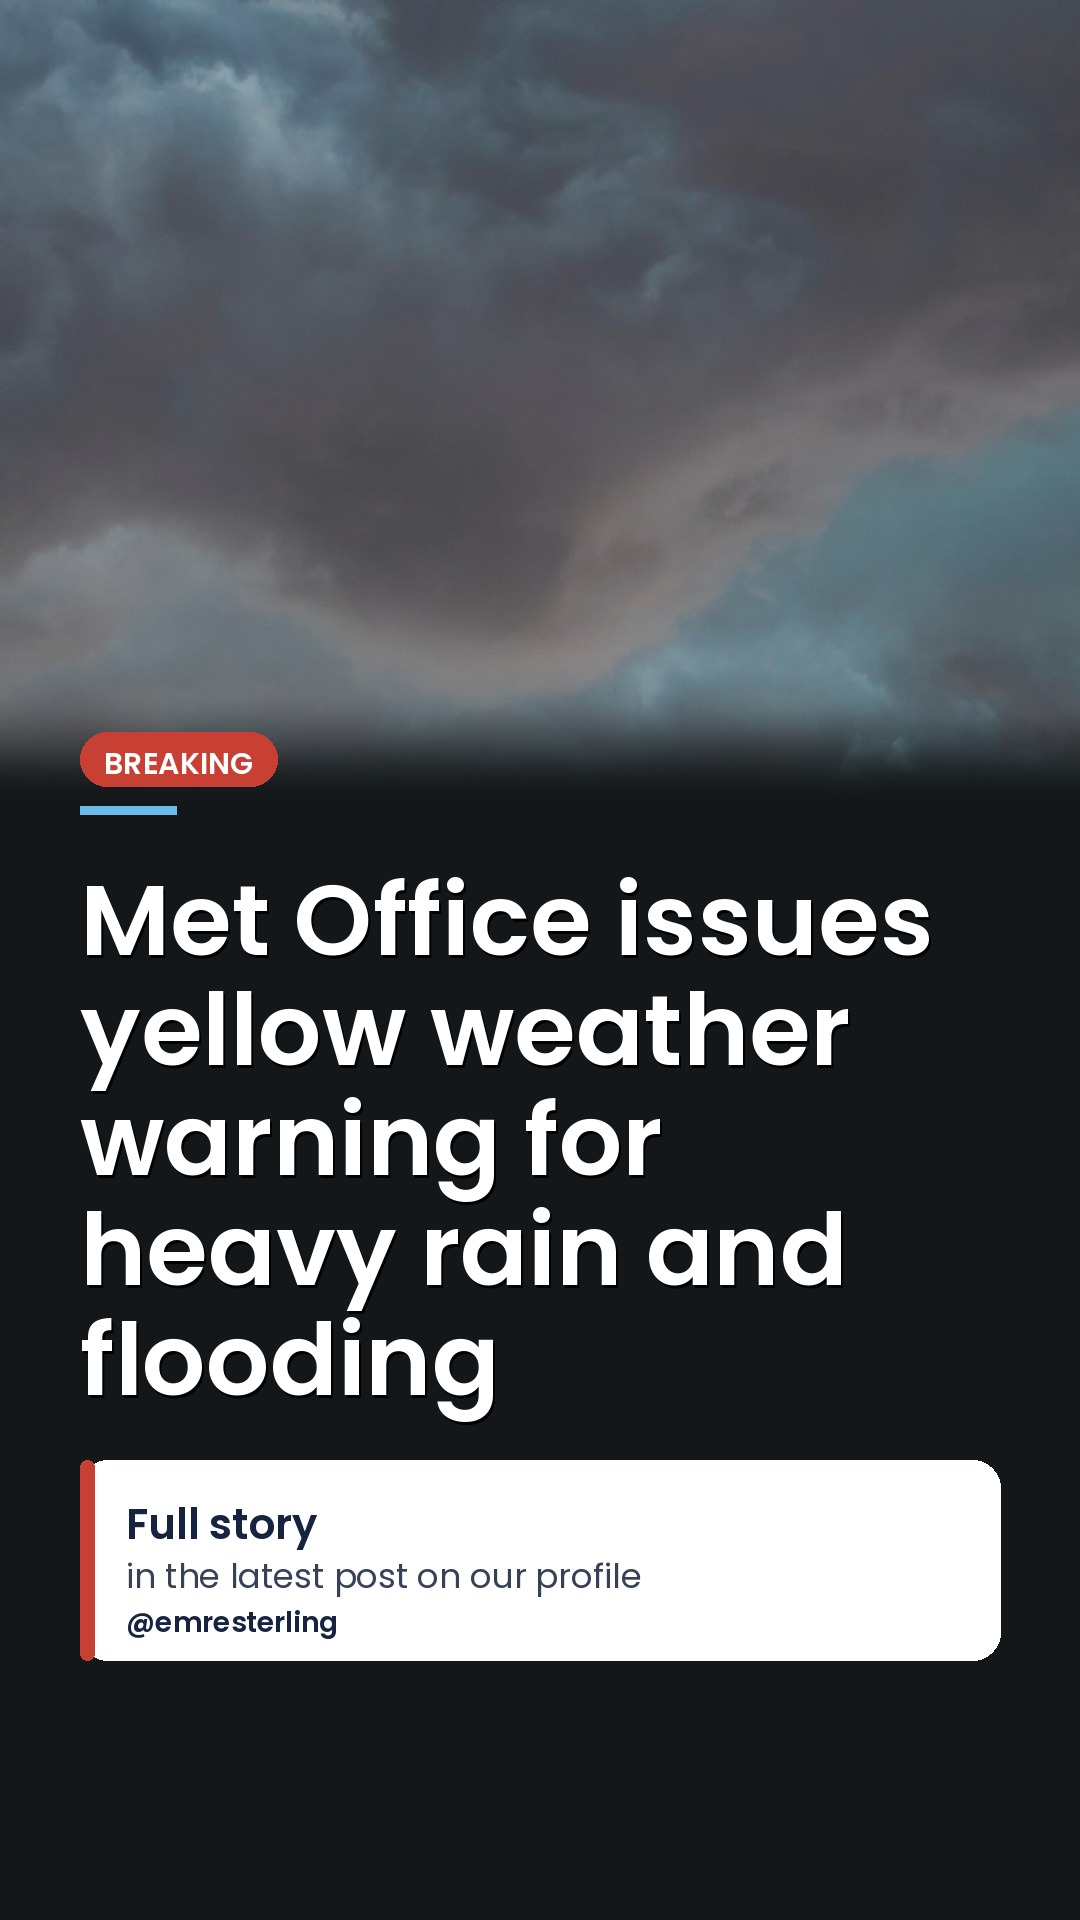 BREAKING
Met Office issues
yellow weather
warning for
heavy rain and
flooding
Full story
in the latest post on our profile
@emresterling